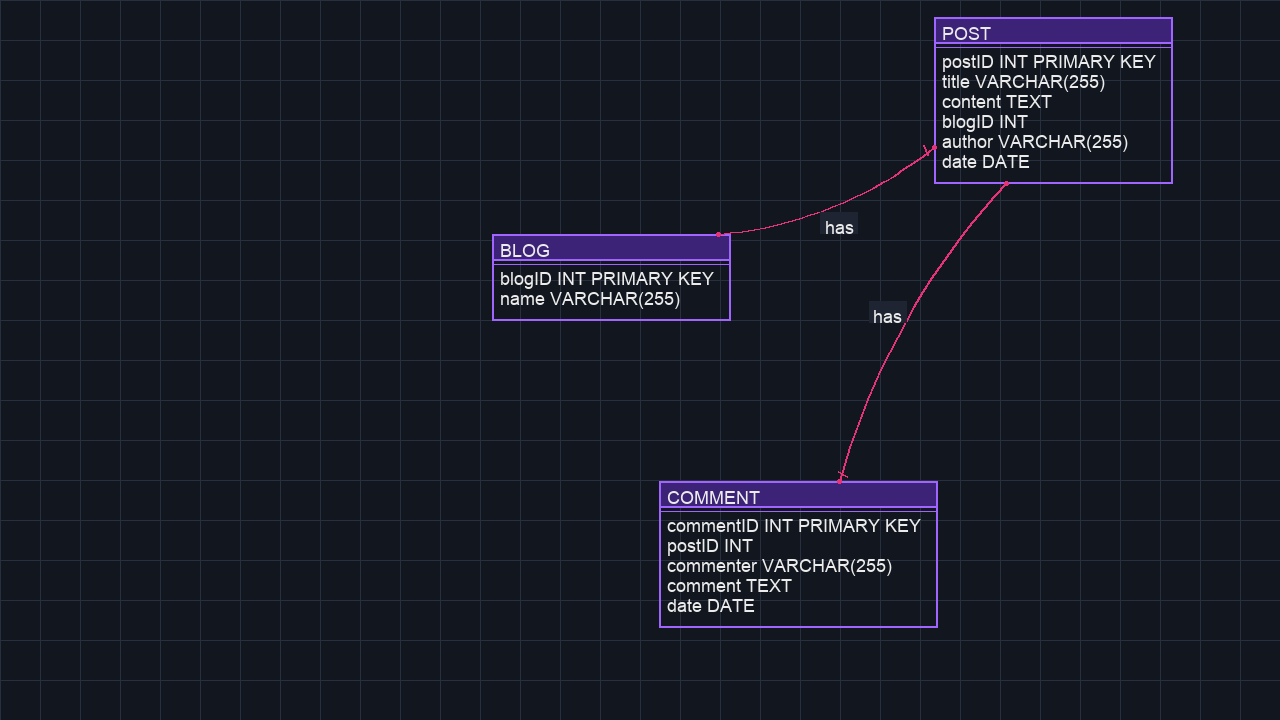 POST
postID INT PRIMARY KEY
title VARCHAR(255)
content TEXT
blogID INT
author VARCHAR(255)
date DATE
has
BLOG
blogID INT PRIMARY KEY
name VARCHAR(255)
has
COMMENT
commentID INT PRIMARY KEY
postID INT
commenter VARCHAR(255)
comment TEXT
date DATE